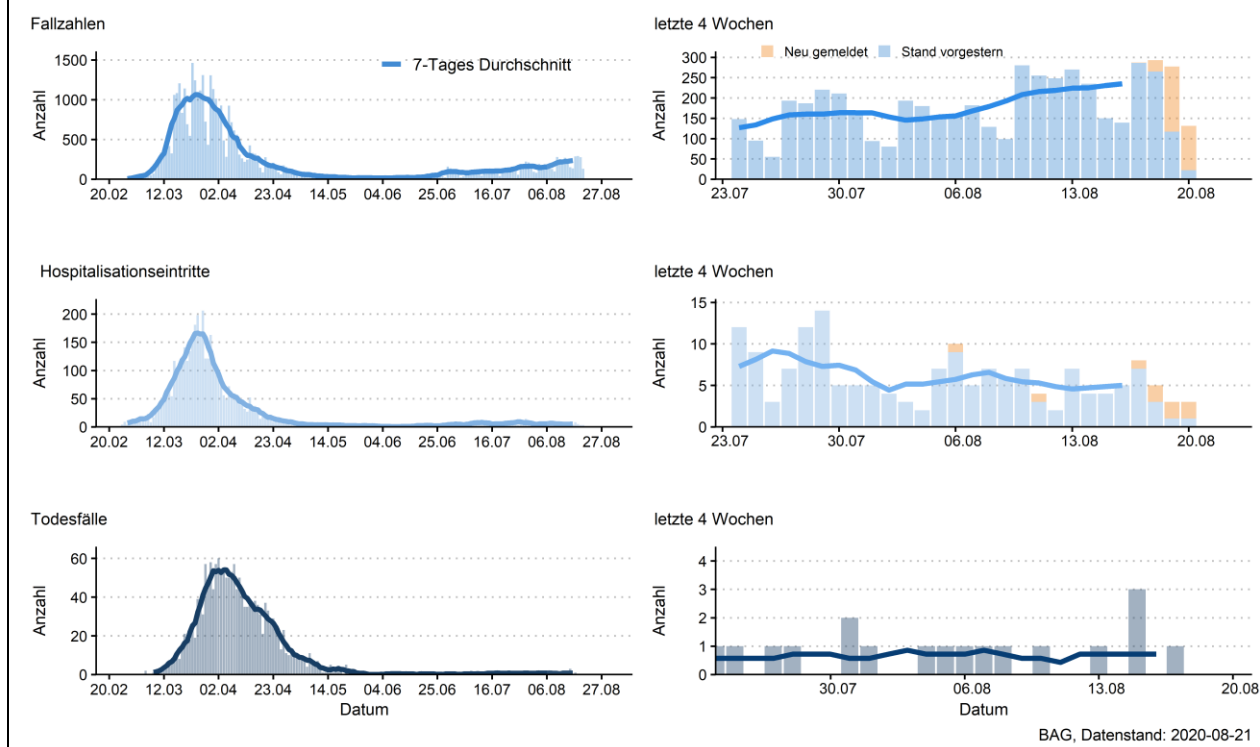 Fallzahlen
Anzahl
1500
1000
500
0
7-Tages Durchschnitt
20.02 12.03 02.04 23.04 14.05 04.06 25.06 16.07 06.08 27.08
letzte 4 Wochen
Neu gemeldet Stand vorgestern
Anzahl
300
250
200
150
100
50
0
23.07 30.07 06.08 13.08 20.08
Hospitalisationseintritte
Anzahl
200
150
100
50
0
20.02 12.03 02.04 23.04 14.05 04.06 25.06 16.07 06.08 27.08
letzte 4 Wochen
Anzahl
15
10
5
0
23.07 30.07 06.08 13.08 20.08
Todesfälle
Anzahl
60
40
20
0
20.02 12.03 02.04 23.04 14.05 04.06 25.06 16.07 06.08 27.08
Datum
letzte 4 Wochen
Anzahl
4
3
2
1
0
30.07 06.08 13.08 20.08
Datum
BAG, Datenstand: 2020-08-21